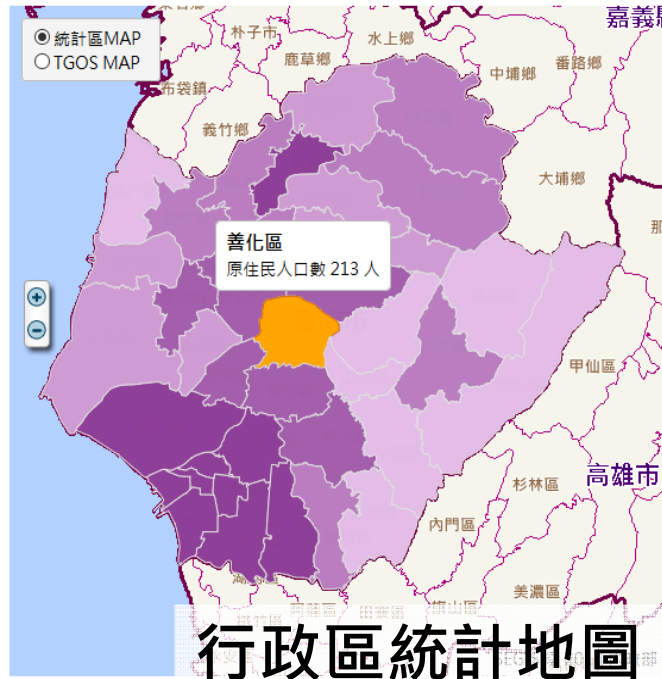 嘉義縣
統計區MAP
TGOS MAP
朴子市
水上鄉
鹿草鄉
中埔鄉
番路鄉
布袋鎮
義竹鄉
大埔鄉
那
善化區
原住民人口數 213 人
甲仙區
高雄市
杉林區
內門區
美濃區
行政區統計地圖